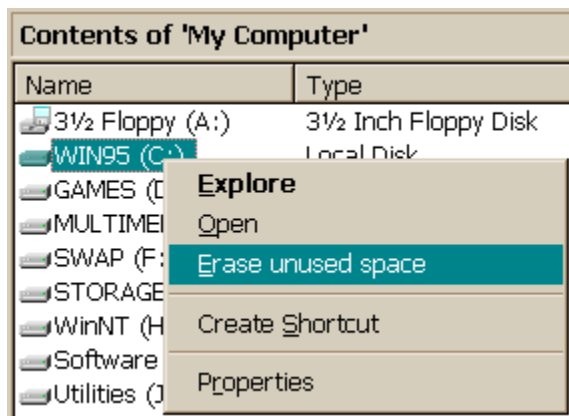 Contents of 'My Computer'
Name Type
3½ Floppy (A:) 3½ Inch Floppy Disk
WIN95 (C:) Local Disk
GAMES
Explore
Open
SWAP (F:
Erase unused space
STORAGE
WinNT (H
Create Shortcut
Software
Utilities
Properties